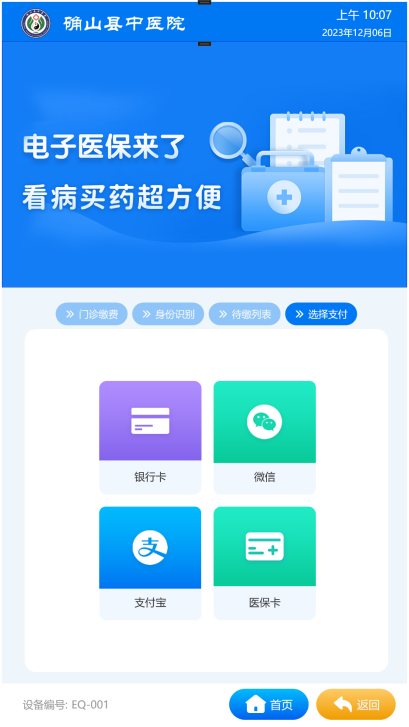 确山县中医院
上午 10:07
2023年12月06日
电子医保来了
看病买药超方便
门诊缴费
身份识别
待缴列表
选择支付
银行卡
微信
支付宝
医保卡
设备编号: EQ-001
首页
返回